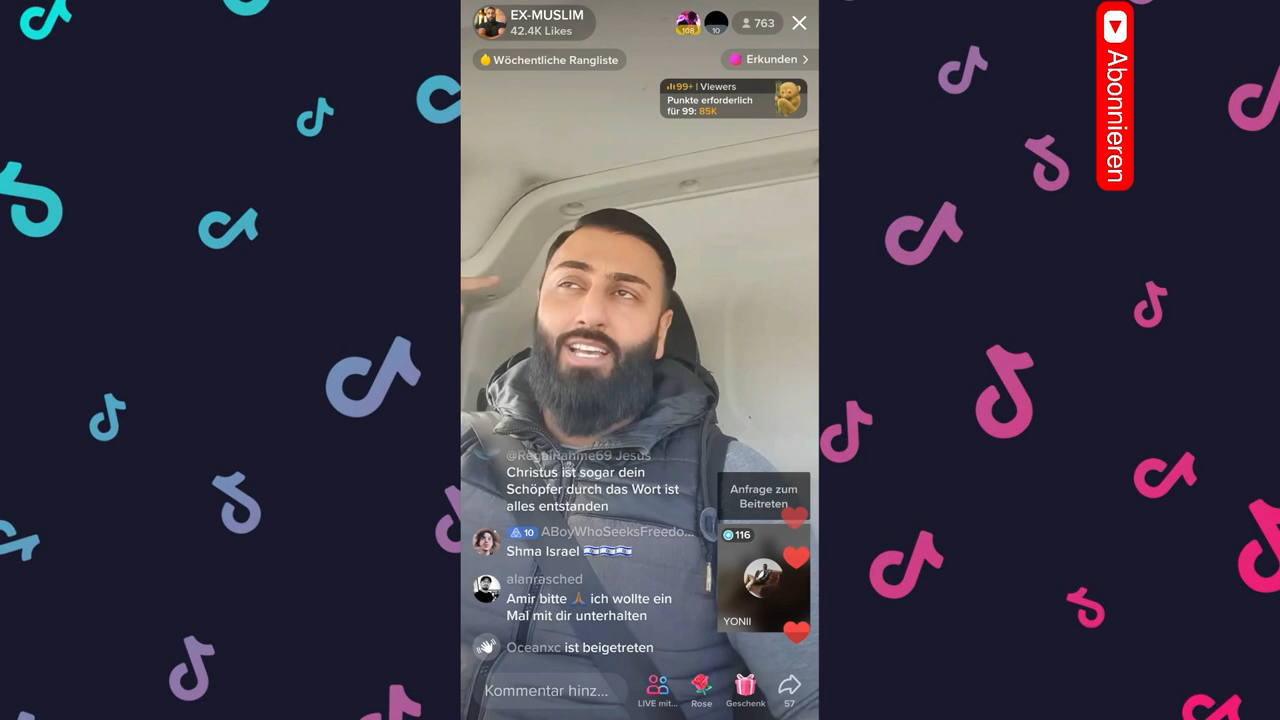 EX-MUSLIM
42.4K Likes
108
10
763
Wöchentliche Rangliste
Erkunden
99+ | Viewers
Punkte erforderlich
für 99: 85K
@RegalRahme69 Jesus
Christus ist sogar dein
Schöpfer durch das Wort ist
alles entstanden
10 ABoyWhoSeeksFreedo...
Shma Israel 🇮🇱🇮🇱🇮🇱
alanrasched
Amir bitte 🙏🏾 ich wollte ein
Mal mit dir unterhalten
Oceanxc ist beigetreten
Anfrage zum
Beitreten
116
YONII
Kommentar hinz...
LIVE mit...
Rose
Geschenk
57
Abonnieren